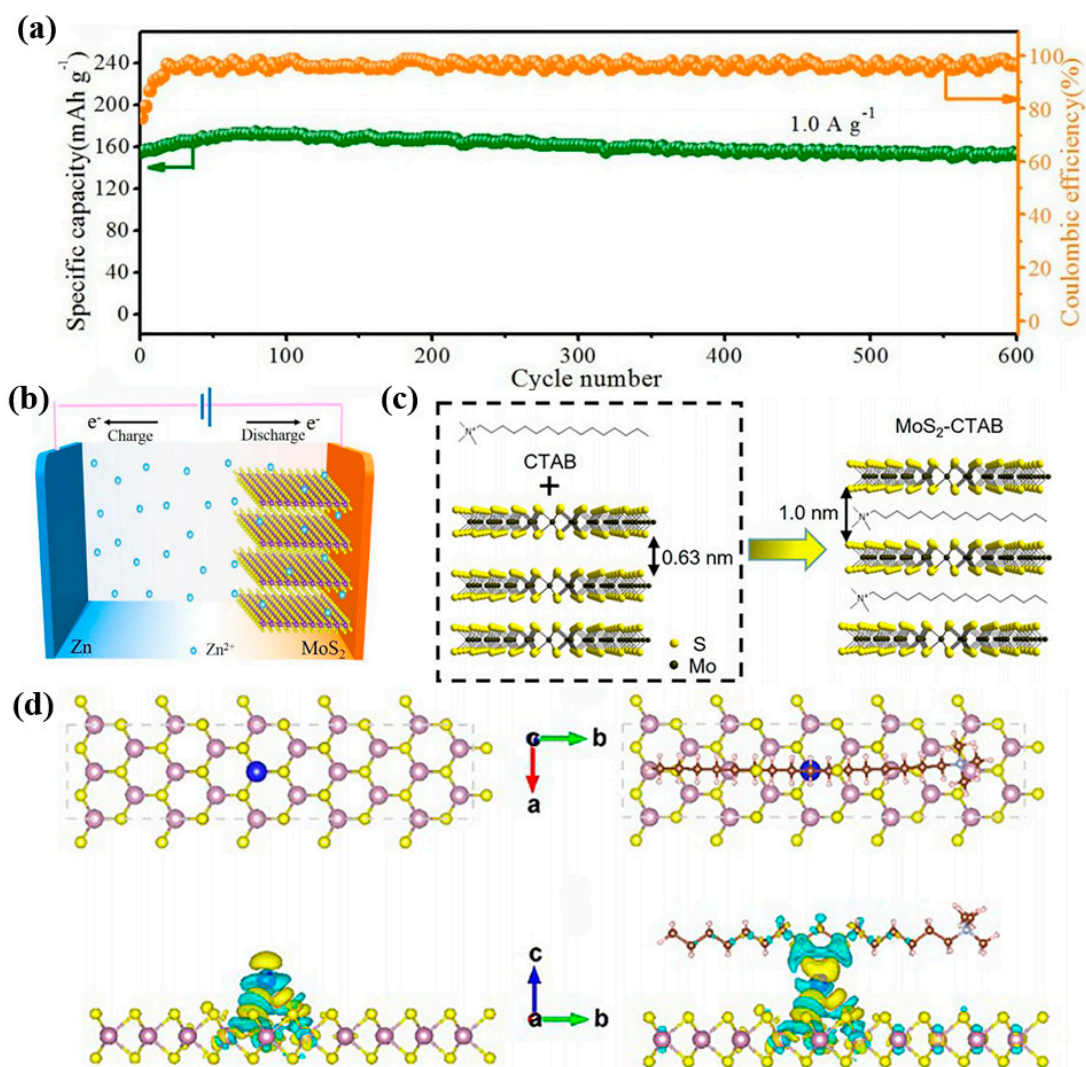 (a)
240
200
160
120
80
40
0
Specific capacity(mAh g⁻¹)
1.0 A g⁻¹
100
80
60
40
20
0
Coulombic efficiency(%)
0 100 200 300 400 500 600
Cycle number
(b)
e⁻ e⁻
Charge Discharge
Zn Zn²⁺ MoS₂
(c)
N⁺
CTAB
+
0.63 nm
S
Mo
MoS₂-CTAB
1.0 nm
N⁺
N⁺
(d)
c b
a
c
a b